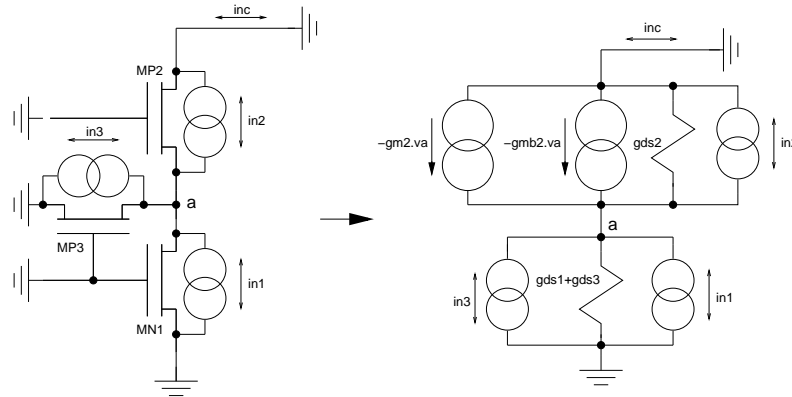 inc
MP2
in2
in3
a
MP3
in1
MN1
inc
-gm2.va
-gmb2.va
gds2
in2
a
gds1+gds3
in3
in1